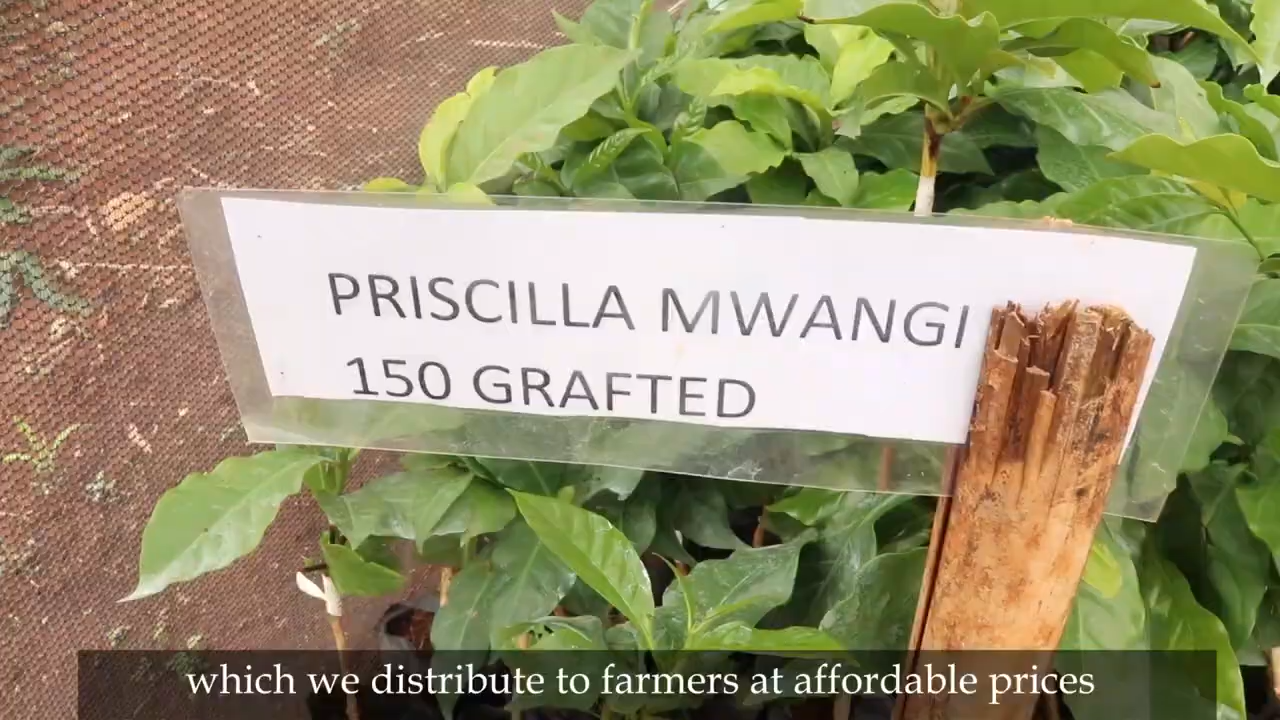 PRISCILLA MWANGI
150 GRAFTED
which we distribute to farmers at affordable prices